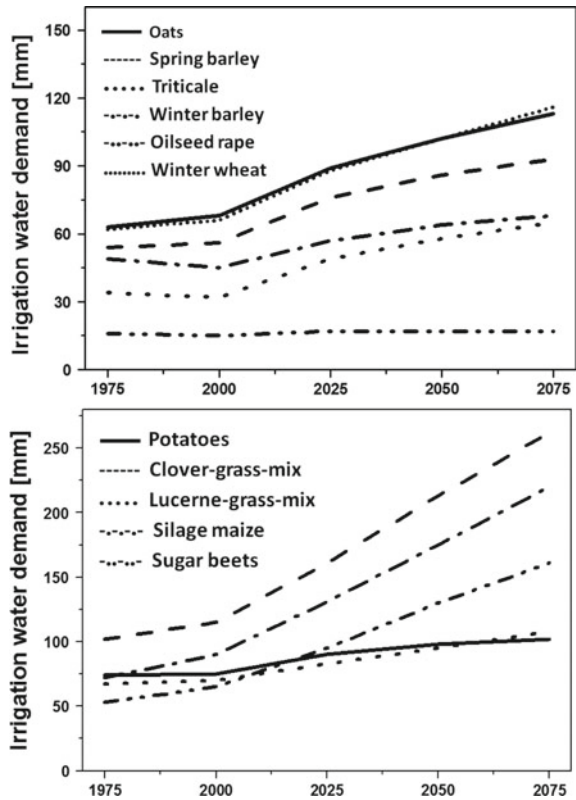 Irrigation water demand [mm]
150
120
90
60
30
0
Oats
Spring barley
Triticale
Winter barley
Oilseed rape
Winter wheat
1975 2000 2025 2050 2075
Irrigation water demand [mm]
250
200
150
100
50
0
Potatoes
Clover-grass-mix
Lucerne-grass-mix
Silage maize
Sugar beets
1975 2000 2025 2050 2075